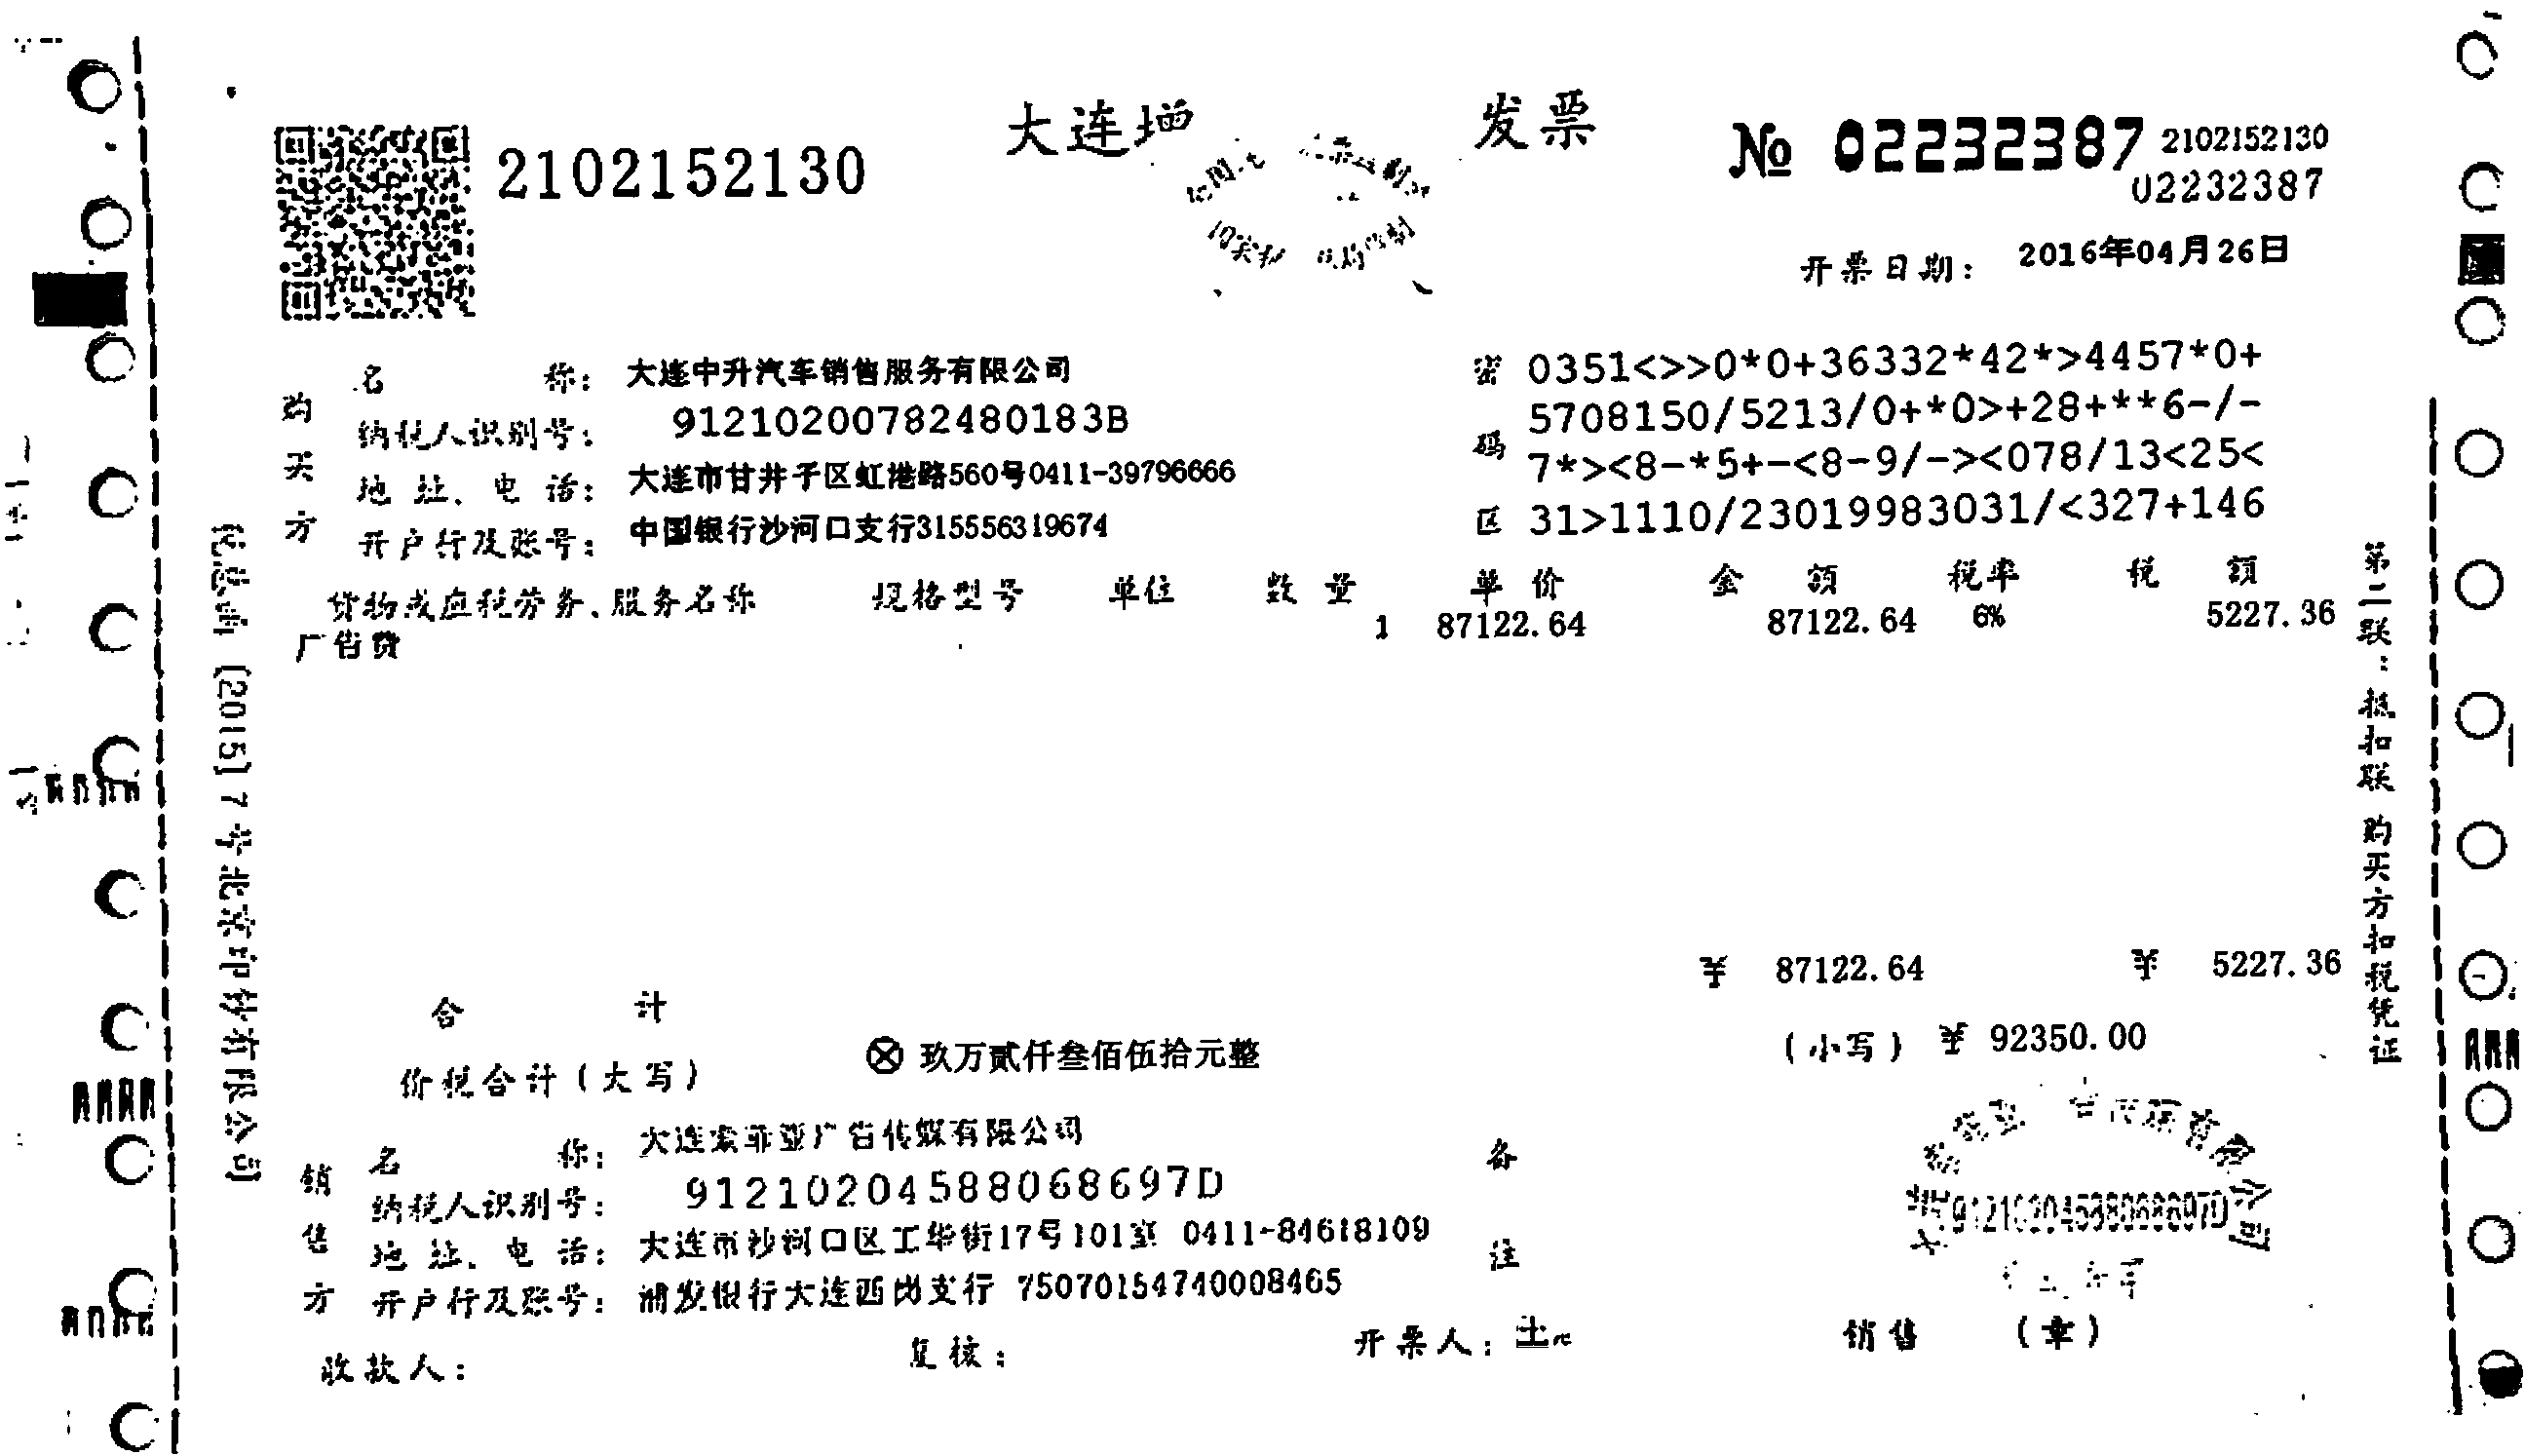 2102152130
大连增
发票
№ 02232387
2102152130
02232387
开票日期： 2016年04月26日
购买方
名称： 大连中升汽车销售服务有限公司
纳税人识别号： 91210200782480183B
地址、电话： 大连市甘井子区虹港路560号0411-39796666
开户行及账号： 中国银行沙河口支行315556319674
密码区
0351<>>0*0+36332*42*>4457*0+
5708150/5213/0+*0>+28+**6-/-
7*><8-*5+-<8-9/-><078/13<25<
31>1110/23019983031/<327+146
货物或应税劳务、服务名称 规格型号 单位 数量 单价 金额 税率 税额
广告费 1 87122.64 87122.64 6% 5227.36
合计 ¥ 87122.64 ¥ 5227.36
价税合计（大写） ⊗ 玖万贰仟叁佰伍拾元整 （小写） ¥ 92350.00
销售方
名称： 大连索菲亚广告传媒有限公司
纳税人识别号： 91210204588068697D
地址、电话： 大连市沙河口区工华街17号101室 0411-84618109
开户行及账号： 浦发银行大连西岗支行 75070154740008465
备注
91210204588068697D
收款人： 复核： 开票人： 销售 （章）
税总函〔2015〕7号北京印钞有限公司
第二联：抵扣联 购买方扣税凭证